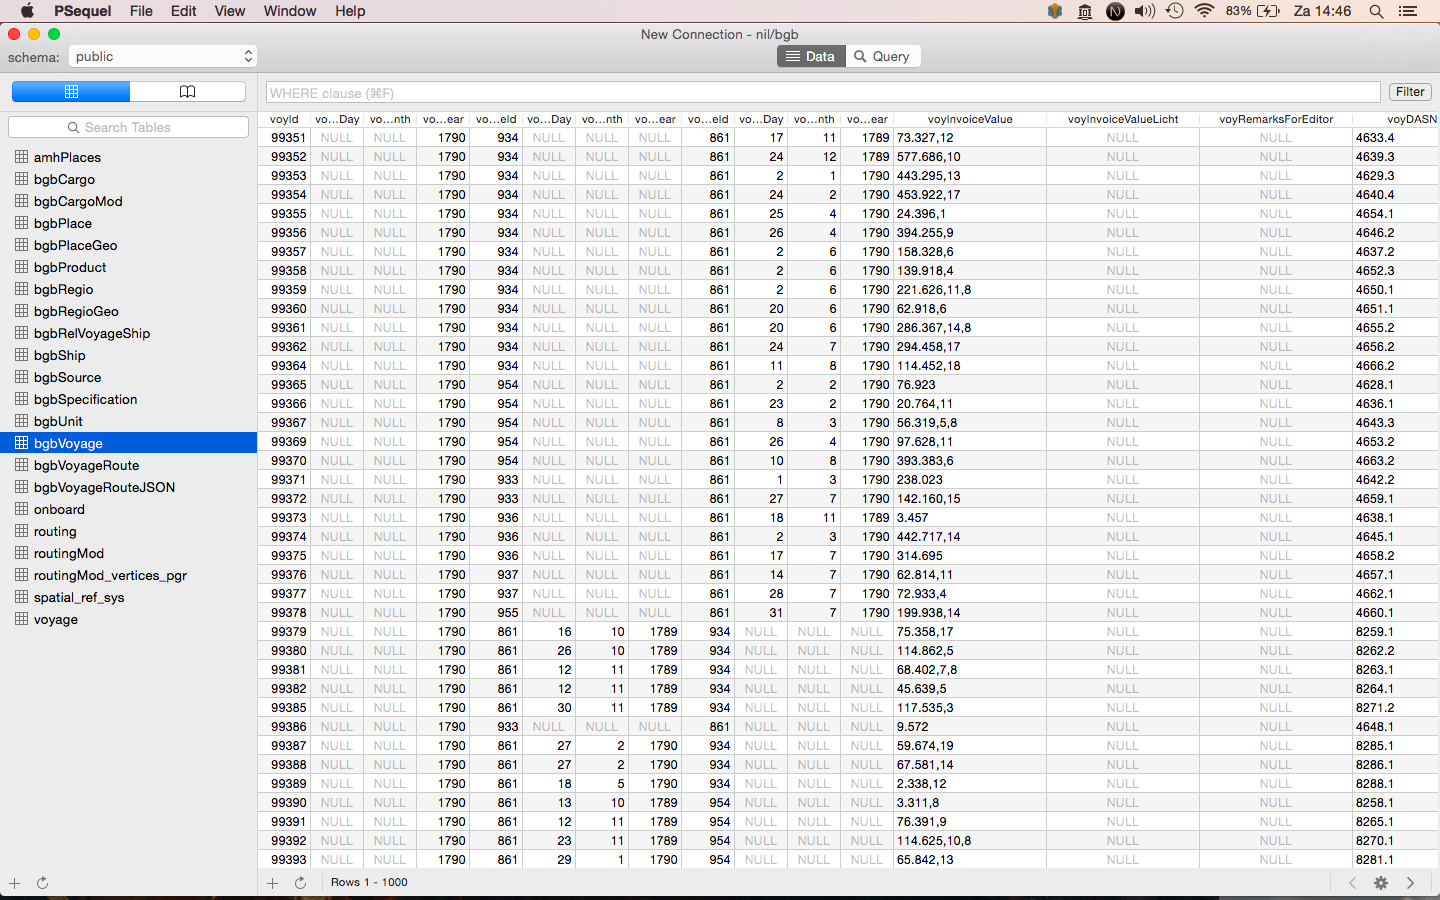 PSequel File Edit View Window Help 83% Za 14:46
New Connection - nil/bgb
schema: public Data Query
WHERE clause (⌘F) Filter
Search Tables
amhPlaces
bgbCargo
bgbCargoMod
bgbPlace
bgbPlaceGeo
bgbProduct
bgbRegio
bgbRegioGeo
bgbRelVoyageShip
bgbShip
bgbSource
bgbSpecification
bgbUnit
bgbVoyage
bgbVoyageRoute
bgbVoyageRouteJSON
onboard
routing
routingMod
routingMod_vertices_pgr
spatial_ref_sys
voyage
voyId vo…Day vo…nth vo…ear vo…eld vo…Day vo…nth vo…ear vo…eld vo…Day vo…nth vo…ear voyInvoiceValue voyInvoiceValueLicht voyRemarksForEditor voyDASN
99351 NULL NULL 1790 934 NULL NULL NULL 861 17 11 1789 73.327,12 NULL NULL 4633.4
99352 NULL NULL 1790 934 NULL NULL NULL 861 24 12 1789 577.686,10 NULL NULL 4639.3
99353 NULL NULL 1790 934 NULL NULL NULL 861 2 1 1790 443.295,13 NULL NULL 4629.3
99354 NULL NULL 1790 934 NULL NULL NULL 861 24 2 1790 453.922,17 NULL NULL 4640.4
99355 NULL NULL 1790 934 NULL NULL NULL 861 25 4 1790 24.396,1 NULL NULL 4654.1
99356 NULL NULL 1790 934 NULL NULL NULL 861 26 4 1790 394.255,9 NULL NULL 4646.2
99357 NULL NULL 1790 934 NULL NULL NULL 861 2 6 1790 158.328,6 NULL NULL 4637.2
99358 NULL NULL 1790 934 NULL NULL NULL 861 2 6 1790 139.918,4 NULL NULL 4652.3
99359 NULL NULL 1790 934 NULL NULL NULL 861 2 6 1790 221.626,11,8 NULL NULL 4650.1
99360 NULL NULL 1790 934 NULL NULL NULL 861 20 6 1790 62.918,6 NULL NULL 4651.1
99361 NULL NULL 1790 934 NULL NULL NULL 861 20 6 1790 286.367,14,8 NULL NULL 4655.2
99362 NULL NULL 1790 934 NULL NULL NULL 861 24 7 1790 294.458,17 NULL NULL 4656.2
99364 NULL NULL 1790 934 NULL NULL NULL 861 11 8 1790 114.452,18 NULL NULL 4666.2
99365 NULL NULL 1790 954 NULL NULL NULL 861 2 2 1790 76.923 NULL NULL 4628.1
99366 NULL NULL 1790 954 NULL NULL NULL 861 23 2 1790 20.764,11 NULL NULL 4636.1
99367 NULL NULL 1790 954 NULL NULL NULL 861 8 3 1790 56.319,5,8 NULL NULL 4643.3
99369 NULL NULL 1790 954 NULL NULL NULL 861 26 4 1790 97.628,11 NULL NULL 4653.2
99370 NULL NULL 1790 954 NULL NULL NULL 861 10 8 1790 393.383,6 NULL NULL 4663.2
99371 NULL NULL 1790 933 NULL NULL NULL 861 1 3 1790 238.023 NULL NULL 4642.2
99372 NULL NULL 1790 933 NULL NULL NULL 861 27 7 1790 142.160,15 NULL NULL 4659.1
99373 NULL NULL 1790 936 NULL NULL NULL 861 18 11 1789 3.457 NULL NULL 4638.1
99374 NULL NULL 1790 936 NULL NULL NULL 861 2 3 1790 442.717,14 NULL NULL 4645.1
99375 NULL NULL 1790 936 NULL NULL NULL 861 17 7 1790 314.695 NULL NULL 4658.2
99376 NULL NULL 1790 937 NULL NULL NULL 861 14 7 1790 62.814,11 NULL NULL 4657.1
99377 NULL NULL 1790 937 NULL NULL NULL 861 28 7 1790 72.933,4 NULL NULL 4662.1
99378 NULL NULL 1790 955 NULL NULL NULL 861 31 7 1790 199.938,14 NULL NULL 4660.1
99379 NULL NULL 1790 861 16 10 1789 934 NULL NULL NULL 75.358,17 NULL NULL 8259.1
99380 NULL NULL 1790 861 26 10 1789 934 NULL NULL NULL 114.862,5 NULL NULL 8262.2
99381 NULL NULL 1790 861 12 11 1789 934 NULL NULL NULL 68.402,7,8 NULL NULL 8263.1
99382 NULL NULL 1790 861 12 11 1789 934 NULL NULL NULL 45.639,5 NULL NULL 8264.1
99385 NULL NULL 1790 861 30 11 1789 934 NULL NULL NULL 117.535,3 NULL NULL 8271.2
99386 NULL NULL 1790 933 NULL NULL NULL 861 NULL NULL NULL 9.572 NULL NULL 4648.1
99387 NULL NULL 1790 861 27 2 1790 934 NULL NULL NULL 59.674,19 NULL NULL 8285.1
99388 NULL NULL 1790 861 27 2 1790 934 NULL NULL NULL 67.581,14 NULL NULL 8286.1
99389 NULL NULL 1790 861 18 5 1790 934 NULL NULL NULL 2.338,12 NULL NULL 8288.1
99390 NULL NULL 1790 861 13 10 1789 954 NULL NULL NULL 3.311,8 NULL NULL 8258.1
99391 NULL NULL 1790 861 12 11 1789 954 NULL NULL NULL 76.391,9 NULL NULL 8265.1
99392 NULL NULL 1790 861 23 11 1789 954 NULL NULL NULL 114.625,10,8 NULL NULL 8270.1
99393 NULL NULL 1790 861 29 1 1790 954 NULL NULL NULL 65.842,13 NULL NULL 8281.1
Rows 1 - 1000